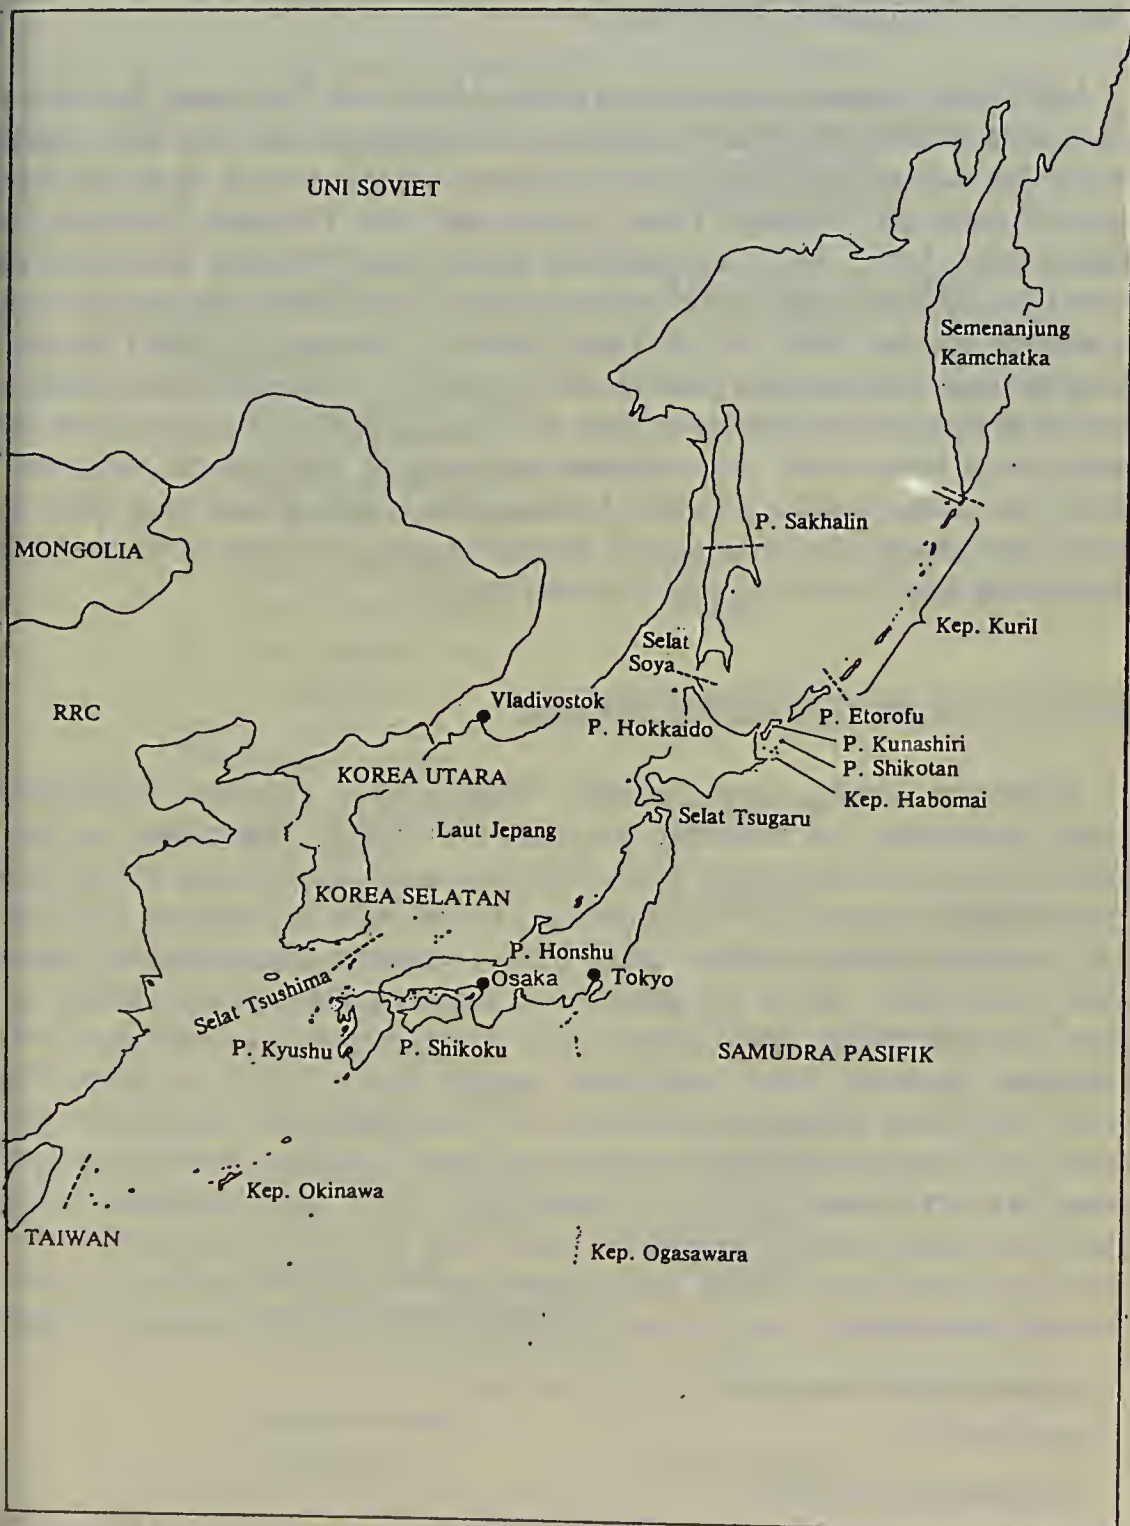 UNI SOVIET
Semenanjung
Kamchatka
P. Sakhalin
MONGOLIA
Kep. Kuril
Selat
Soya
RRC
Vladivostok
P. Hokkaido
P. Etorofu
P. Kunashiri
P. Shikotan
Kep. Habomai
KOREA UTARA
Selat Tsugaru
Laut Jepang
KOREA SELATAN
P. Honshu
Selat Tsushima
Osaka
Tokyo
P. Kyushu
P. Shikoku
SAMUDRA PASIFIK
Kep. Okinawa
TAIWAN
Kep. Ogasawara